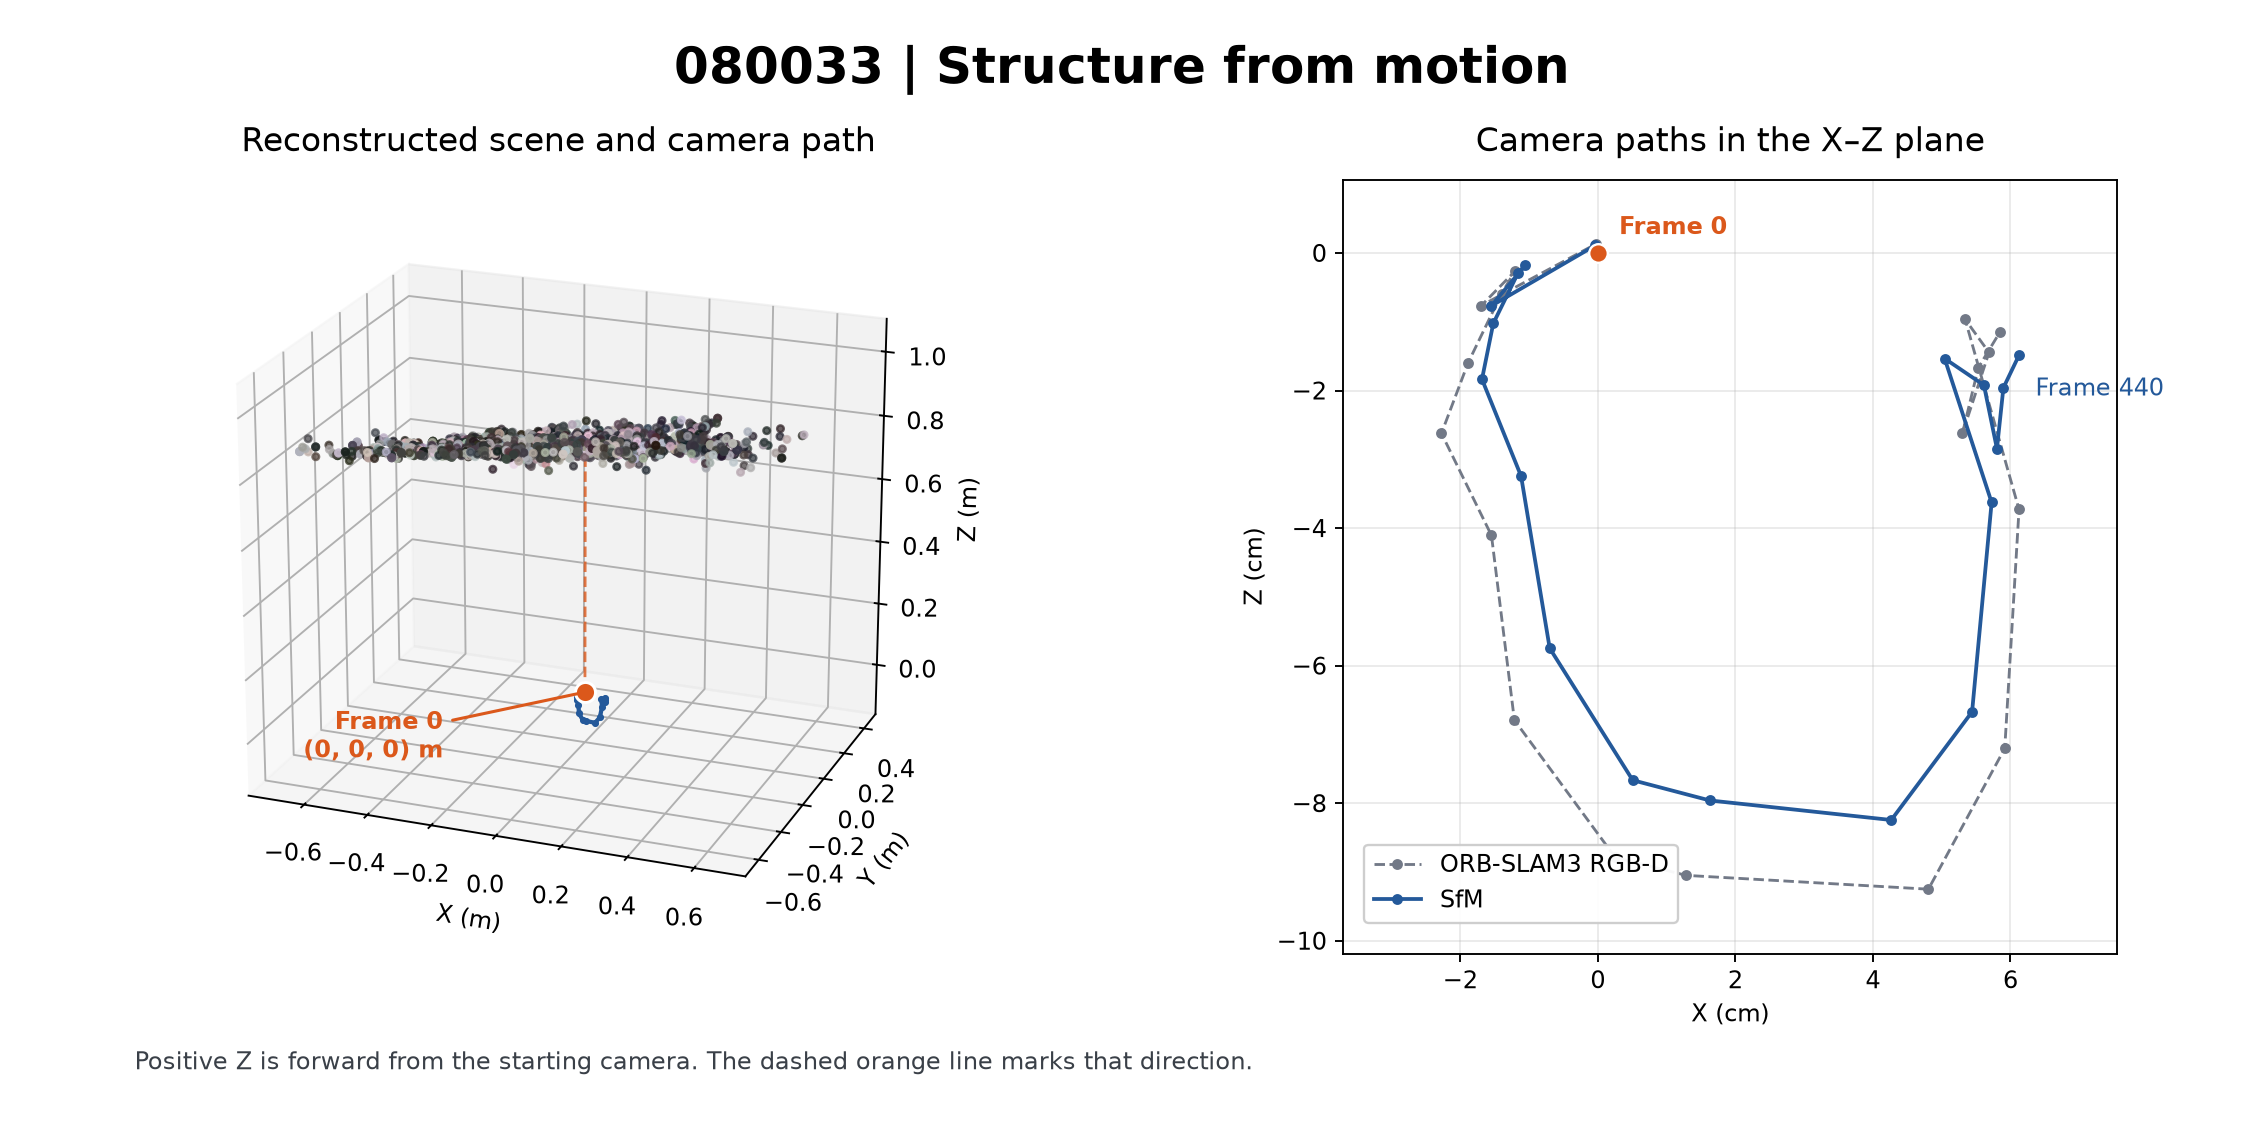 080033 | Structure from motion
Reconstructed scene and camera path
1.0
0.8
0.6
0.4
0.2
0.0
Z (m)
Frame 0
(0, 0, 0) m
0.4
0.2
0.0
−0.2
−0.4
−0.6
Y (m)
−0.6
−0.4
−0.2
0.0
0.2
0.4
0.6
X (m)
Camera paths in the X–Z plane
Frame 0
Frame 440
0
−2
−4
−6
−8
−10
Z (cm)
ORB-SLAM3 RGB-D
SfM
−2
0
2
4
6
X (cm)
Positive Z is forward from the starting camera. The dashed orange line marks that direction.